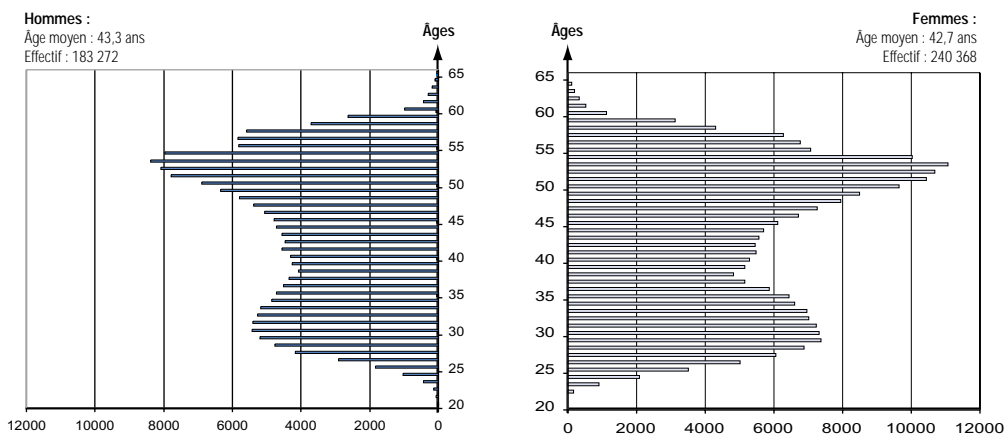 Hommes :
Âge moyen : 43,3 ans
Effectif : 183 272
Âges
65
60
55
50
45
40
35
30
25
20
12000 10000 8000 6000 4000 2000 0
Femmes :
Âge moyen : 42,7 ans
Effectif : 240 368
Âges
65
60
55
50
45
40
35
30
25
20
0 2000 4000 6000 8000 10000 12000